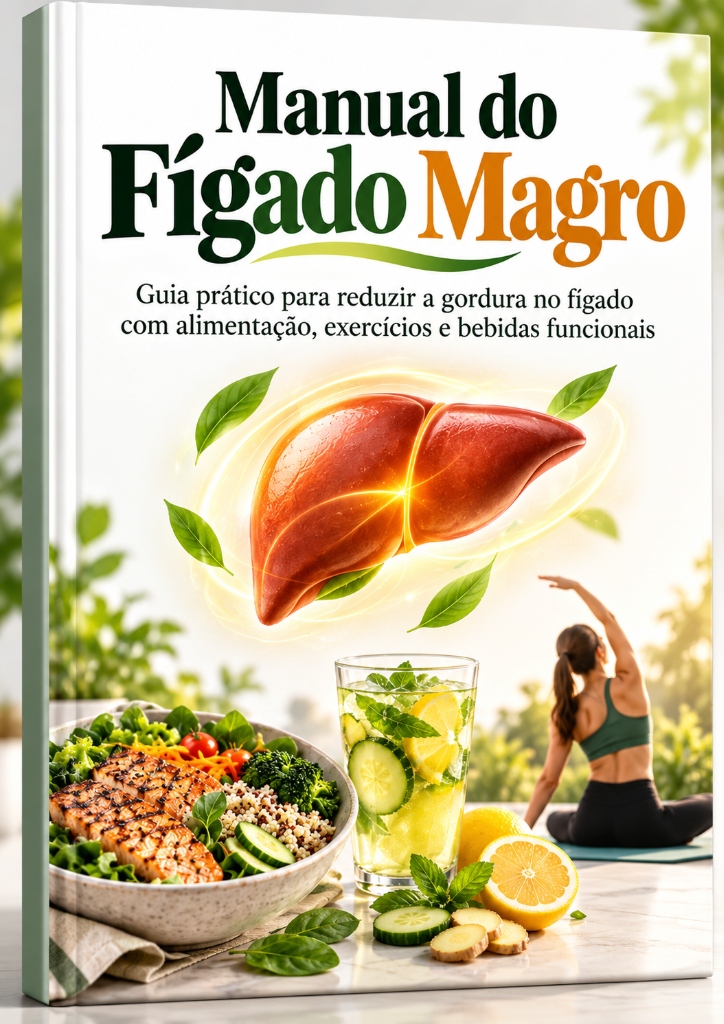 Manual do
Fígado Magro
Guia prático para reduzir a gordura no fígado
com alimentação, exercícios e bebidas funcionais